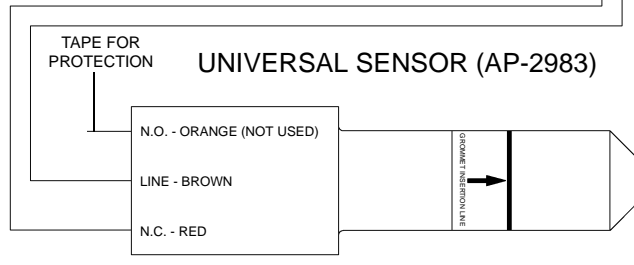 TAPE FOR
PROTECTION
UNIVERSAL SENSOR (AP-2983)
N.O. - ORANGE (NOT USED)
LINE - BROWN
N.C. - RED
GROMMET INSERTION LINE